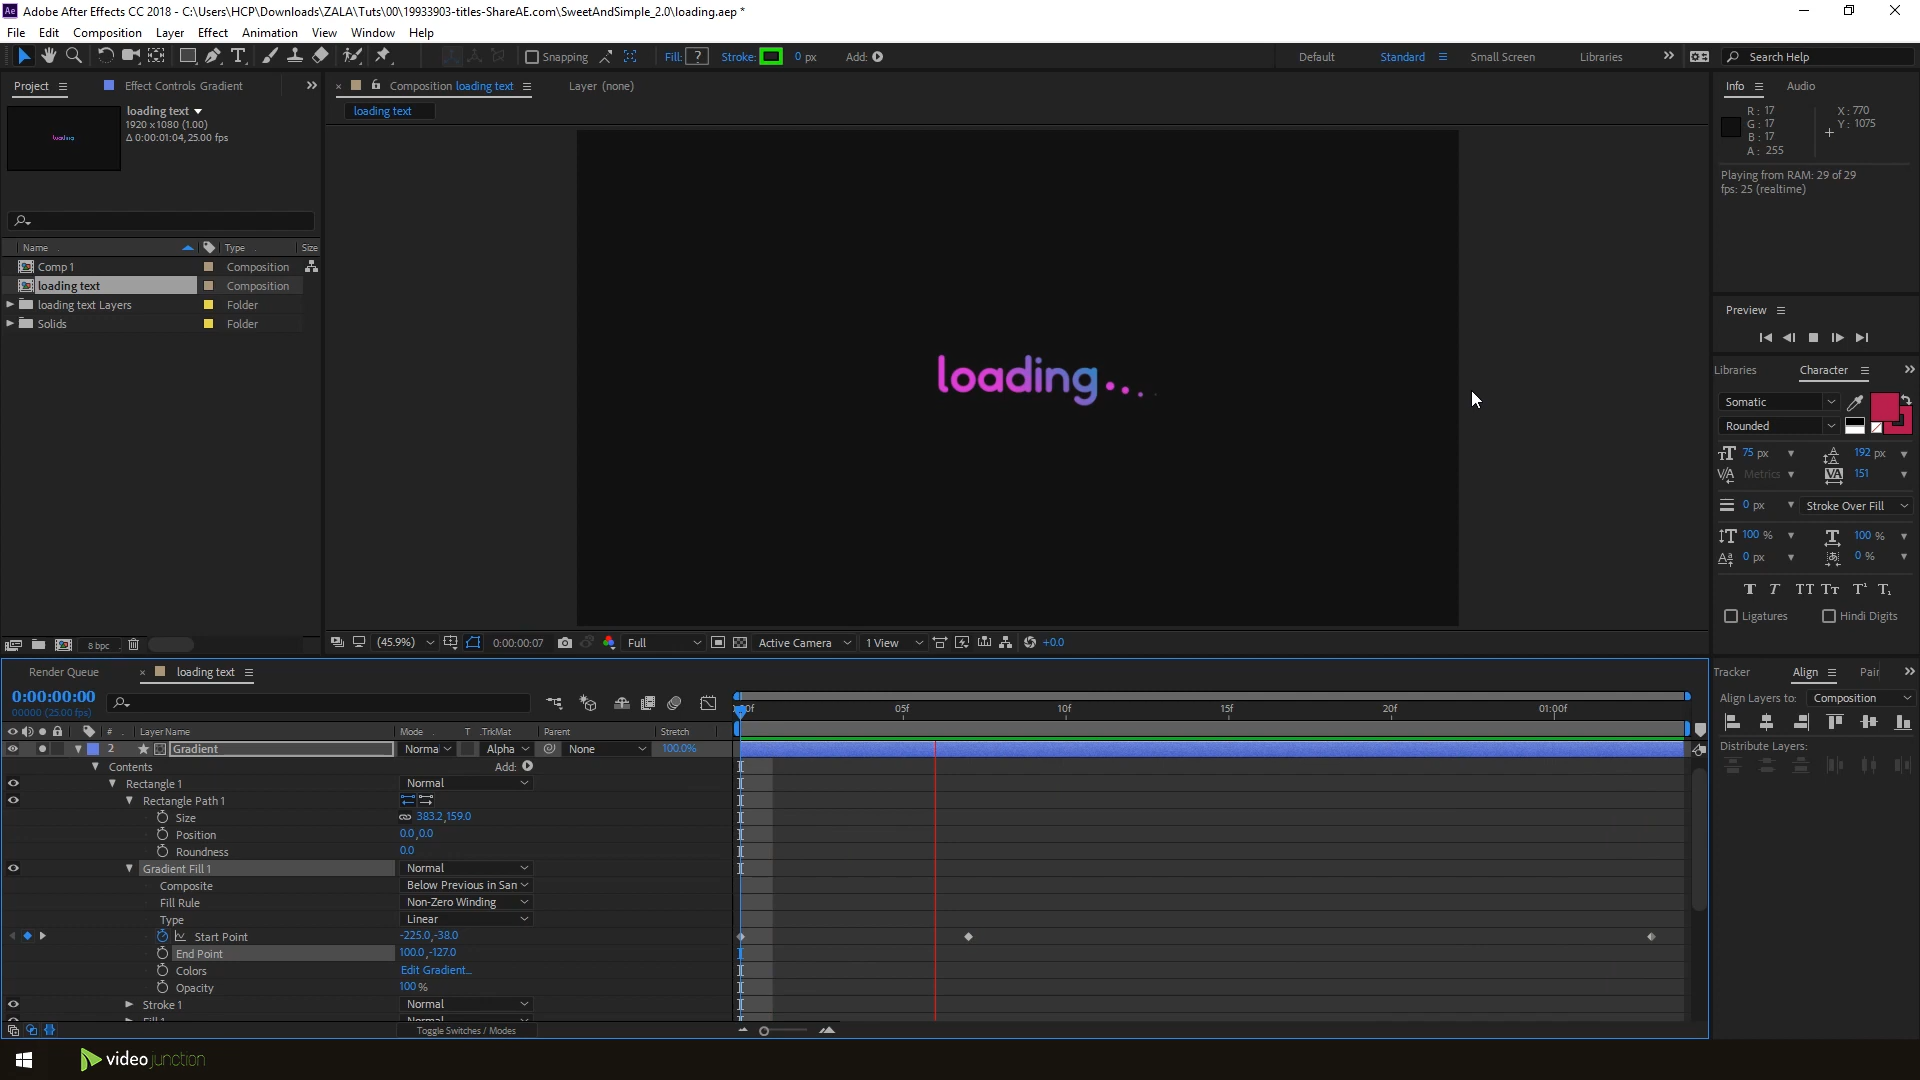 Adobe After Effects CC 2018 - C:\Users\HCP\Downloads\ZALA\Tuts\00\19933903-titles-ShareAE.com\SweetAndSimple_2.0\loading.aep *
File Edit Composition Layer Effect Animation View Window Help
Snapping Fill: ? Stroke: 0 px Add: Default Standard Small Screen Libraries Search Help
Project Effect Controls Gradient
loading text
1920 x 1080 (1.00)
Δ 0:00:01:04, 25.00 fps
Name Type Size
Comp 1 Composition
loading text Composition
loading text Layers Folder
Solids Folder
8 bpc
Composition loading text Layer (none)
loading text
loading....
(45.9%) 0:00:00:07 Full Active Camera 1 View +0.0
Info Audio
R: 17 X: 770
G: 17 Y: 1075
B: 17
A: 255
Playing from RAM: 29 of 29
fps: 25 (realtime)
Preview
Libraries Character
Somatic
Rounded
75 px 192 px
Metrics 151
0 px Stroke Over Fill
100 % 100 %
0 px 0 %
Ligatures Hindi Digits
Tracker Align Pair
Align Layers to: Composition
Distribute Layers:
Render Queue loading text
0:00:00:00
00000 (25.00 fps)
05f 10f 15f 20f 01:00f
# Layer Name Mode T .TrkMat Parent Stretch
2 Gradient Normal Alpha None 100.0%
Contents Add:
Rectangle 1 Normal
Rectangle Path 1
Size 383.2,159.0
Position 0.0,0.0
Roundness 0.0
Gradient Fill 1 Normal
Composite Below Previous in San
Fill Rule Non-Zero Winding
Type Linear
Start Point -225.0,-38.0
End Point 100.0,-127.0
Colors Edit Gradient...
Opacity 100 %
Stroke 1 Normal
Toggle Switches / Modes
videojunction